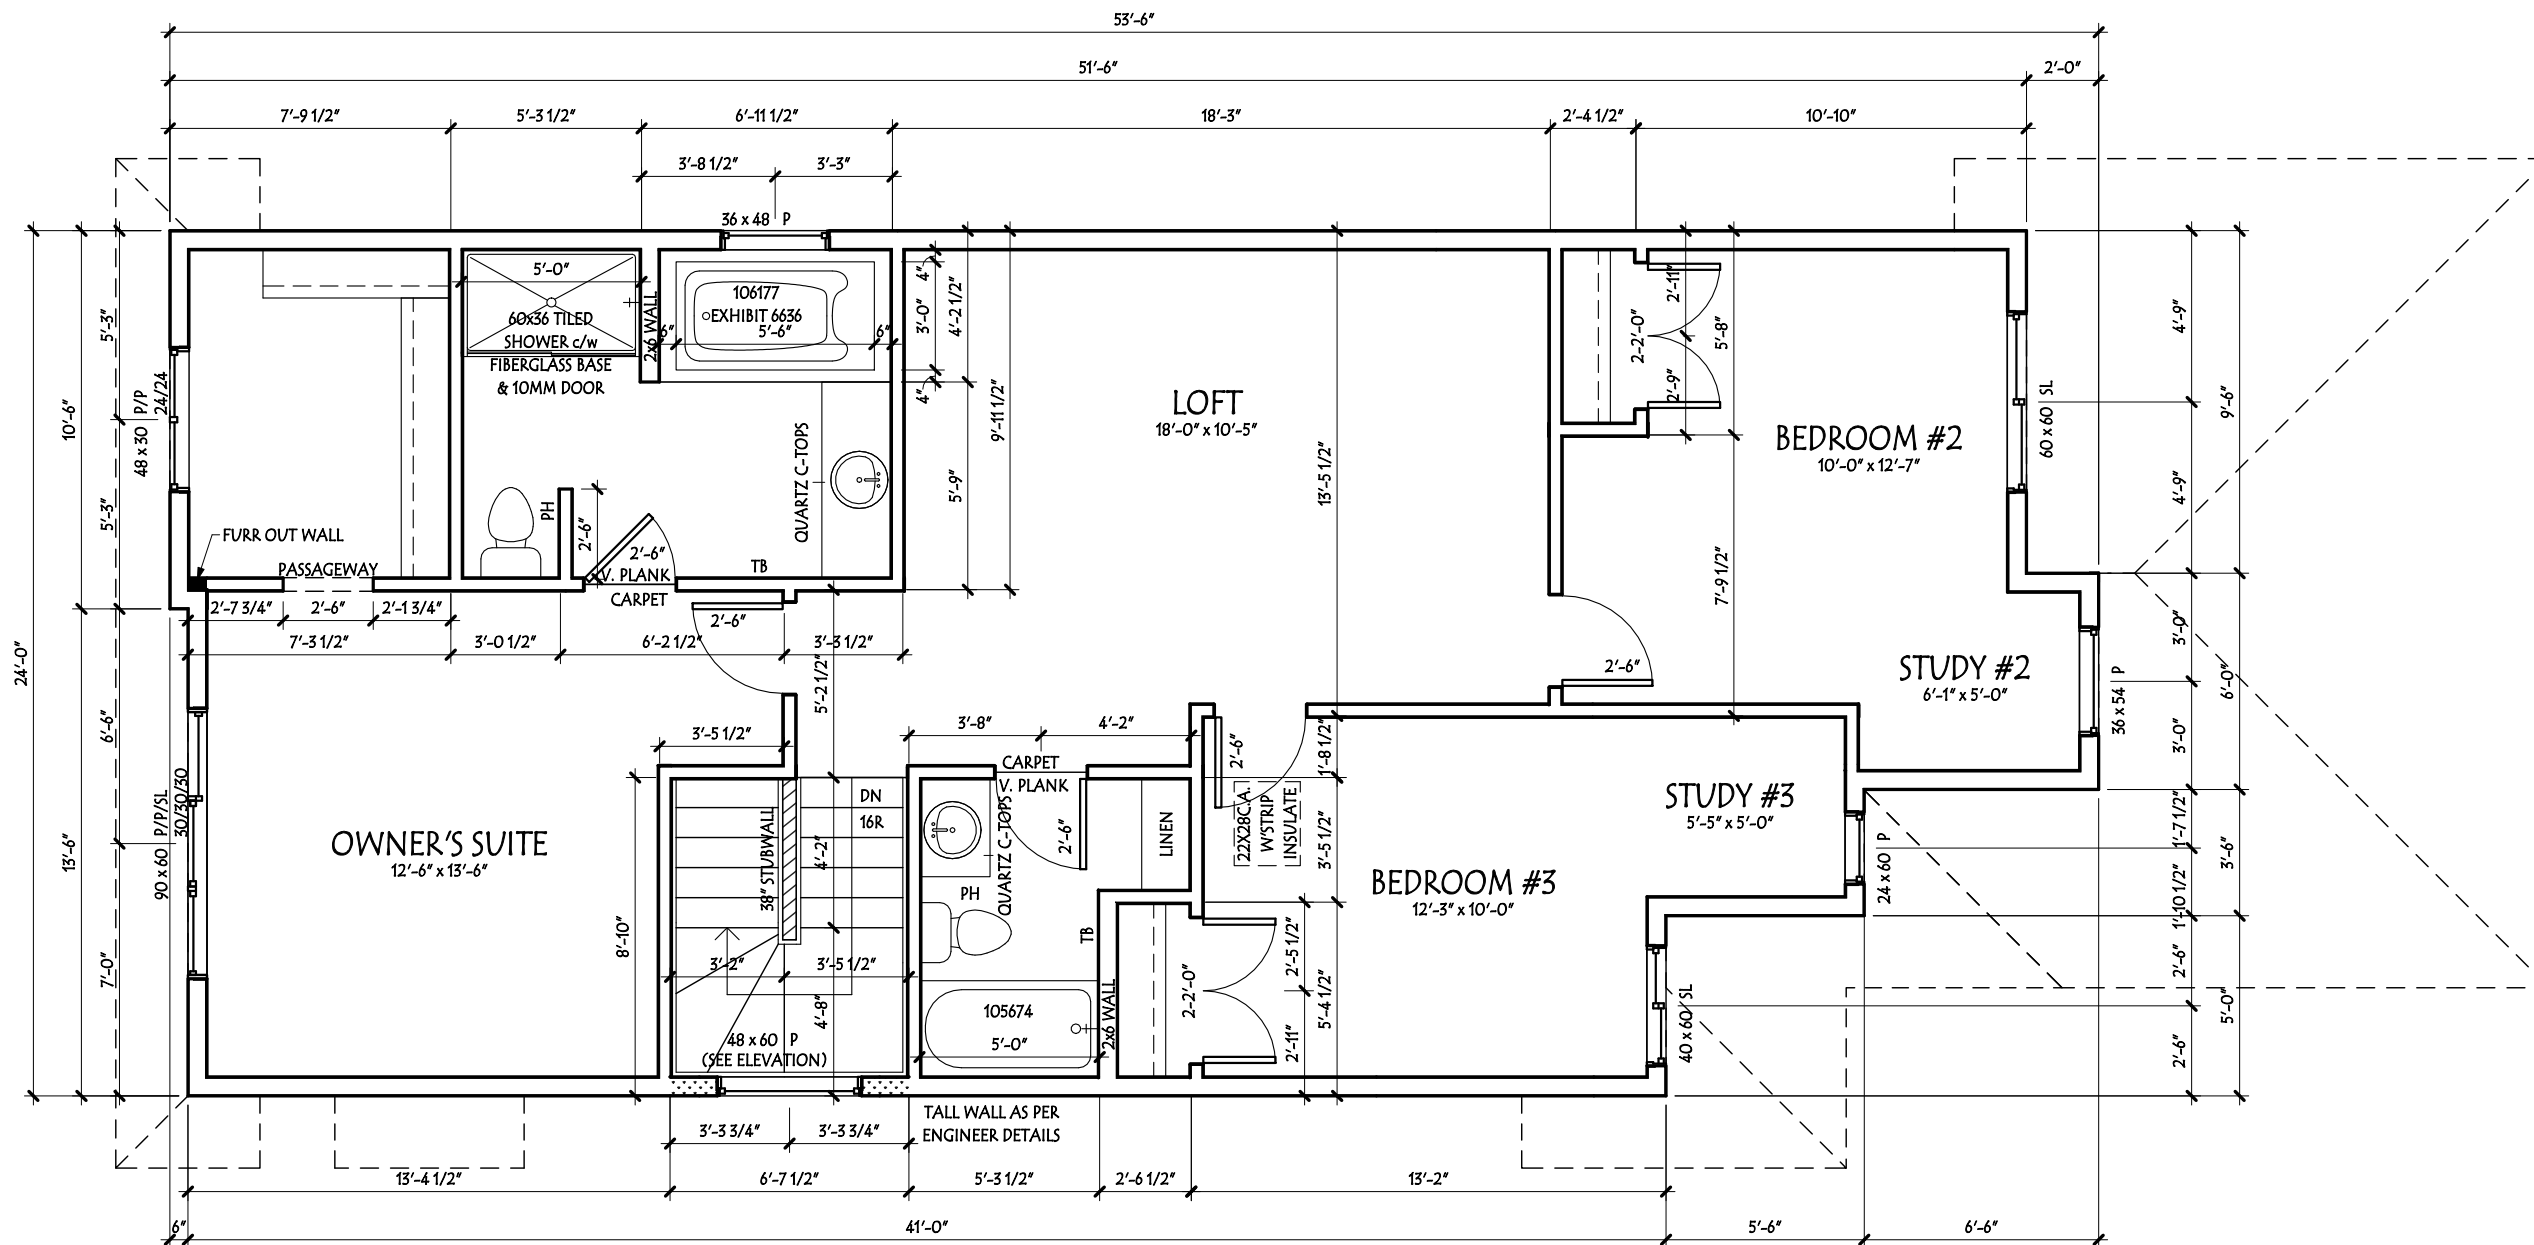 53'-6"
51'-6"
2'-0"
7'-9 1/2"
5'-3 1/2"
6'-11 1/2"
18'-3"
2'-4 1/2"
10'-10"
3'-8 1/2"
3'-3"
36 x 48 P
24'-0"
10'-6"
13'-6"
5'-3"
5'-3"
6'-6"
7'-0"
48 x 30 P/P
24/24
90 x 60 P/P/SL
30/30/30
5'-0"
60x36 TILED
SHOWER c/w
FIBERGLASS BASE
& 10MM DOOR
2x6 WALL
106177
EXHIBIT 6636
6"
5'-6"
6"
4"
3'-0"
4"
4'-2 1/2"
5'-9"
9'-11 1/2"
QUARTZ C-TOPS
PH
2'-6"
2'-6"
V. PLANK
CARPET
TB
FURR OUT WALL
PASSAGEWAY
2'-7 3/4"
2'-6"
2'-1 3/4"
7'-3 1/2"
3'-0 1/2"
6'-2 1/2"
3'-3 1/2"
2'-6"
5'-2 1/2"
LOFT
18'-0" x 10'-5"
13'-5 1/2"
2'-11"
2-2'-0"
2'-9"
5'-8"
7'-9 1/2"
BEDROOM #2
10'-0" x 12'-7"
60 x 60 SL
4'-9"
4'-9"
9'-6"
2'-6"
STUDY #2
6'-1" x 5'-0"
36 x 54 P
3'-0"
3'-0"
6'-0"
OWNER'S SUITE
12'-6" x 13'-6"
3'-5 1/2"
8'-10"
38" STUBWALL
DN
16R
4'-2"
3'-2"
3'-5 1/2"
4'-8"
48 x 60 P
(SEE ELEVATION)
3'-8"
4'-2"
CARPET
V. PLANK
2'-6"
QUARTZ C-TOPS
LINEN
PH
TB
105674
5'-0"
2x6 WALL
2'-6"
22X28C.A.
W'STRIP
INSULATE
1'-8 1/2"
3'-5 1/2"
2'-5 1/2"
5'-4 1/2"
2'-11"
2-2'-0"
BEDROOM #3
12'-3" x 10'-0"
STUDY #3
5'-5" x 5'-0"
24 x 60 P
40 x 60 SL
1'-7 1/2"
1'-10 1/2"
3'-6"
2'-6"
2'-6"
5'-0"
TALL WALL AS PER
ENGINEER DETAILS
3'-3 3/4"
3'-3 3/4"
13'-4 1/2"
6'-7 1/2"
5'-3 1/2"
2'-6 1/2"
13'-2"
6"
41'-0"
5'-6"
6'-6"